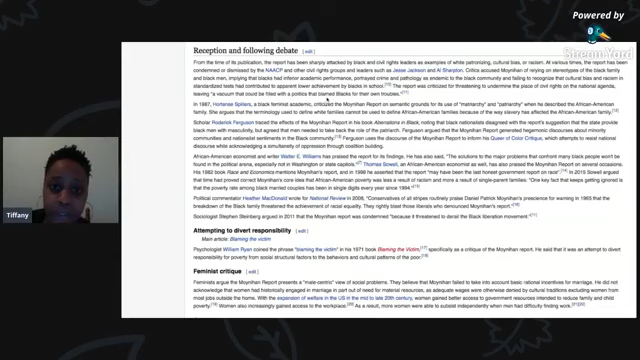 Powered by
StreamYard
Reception and following debate [ edit ]
From the time of its publication, the report has been sharply attacked by black and civil rights leaders as examples of white patronizing, cultural bias, or racism. At various times, the report has been
condemned or dismissed by the NAACP and other civil rights groups and leaders such as Jesse Jackson and Al Sharpton. Critics accused Moynihan of relying on stereotypes of the black family
and black men, implying that blacks had inferior academic performance, portrayed crime and pathology as endemic to the black community and failing to recognize that cultural bias and racism in
standardized tests had contributed to apparent lower achievement by blacks in school. The report was criticized for threatening to undermine the place of civil rights on the national agenda,
leaving "a vacuum that could be filled with a politics that blamed Blacks for their own troubles."
In 1987, Hortense Spillers, a black feminist academic, criticized the Moynihan Report on semantic grounds for its use of "matriarchy" and "patriarchy" when he described the African-American
family. She argues that the terminology used to define white families cannot be used to define African-American families because of the way slavery has affected the African-American family.
Scholar Roderick Ferguson traced the effects of the Moynihan Report in his book Aberrations in Black, noting that black nationalists disagreed with the report's suggestion that the state provide
black men with masculinity, but agreed that men needed to take back the role of the patriarch. Ferguson argued that the Moynihan Report generated hegemonic discourses about minority
communities and nationalist sentiments in the Black community. Ferguson uses the discourse of the Moynihan Report to inform his Queer of Color Critique, which attempts to resist national
discourse while acknowledging a simultaneity of oppression through coalition building.
African-American economist and writer Walter E. Williams has praised the report for its findings. He has also said, "The solutions to the major problems that confront many black people won't be
found in the political arena, especially not in Washington or state capitols." Thomas Sowell, an African-American economist as well, has also praised the Moynihan Report on several occasions.
His 1982 book Race and Economics mentions Moynihan's report, and in 1998 he asserted that the report "may have been the last honest government report on race". In 2015 Sowell argued
that time had proved correct Moynihan's core idea that African-American poverty was less a result of racism and more a result of single-parent families: "One key fact that keeps getting ignored is
that the poverty rate among black married couples has been in single digits every year since 1994."
Political commentator Heather MacDonald wrote for National Review in 2008, "Conservatives of all stripes routinely praise Daniel Patrick Moynihan's prescience for warning in 1965 that
the breakdown of the Black family threatened the achievement of racial equality. They rightly blast those liberals who denounced Moynihan's report."
Sociologist Stephen Steinberg argued in 2011 that the Moynihan report was condemned "because it threatened to derail the Black liberation movement."
Attempting to divert responsibility [ edit ]
Main article: Blaming the victim
Psychologist William Ryan coined the phrase "blaming the victim" in his 1971 book Blaming the Victim, specifically as a critique of the Moynihan report. He said that it was an attempt to divert
responsibility for poverty from social structural factors to the behaviors and cultural patterns of the poor.
Feminist critique [ edit ]
Feminists argue the Moynihan Report presents a "male-centric" view of social problems. They believe that Moynihan failed to take into account basic rational incentives for marriage. He did not
acknowledge that women had historically engaged in marriage in part out of need for material resources, as adequate wages were otherwise denied by cultural traditions excluding women from
most jobs outside the home. With the expansion of welfare in the US in the mid to late 20th century, women gained better access to government resources intended to reduce family and child
poverty. Women also increasingly gained access to the workplace. As a result, more women were able to subsist independently when men had difficulty finding work.
Tiffany